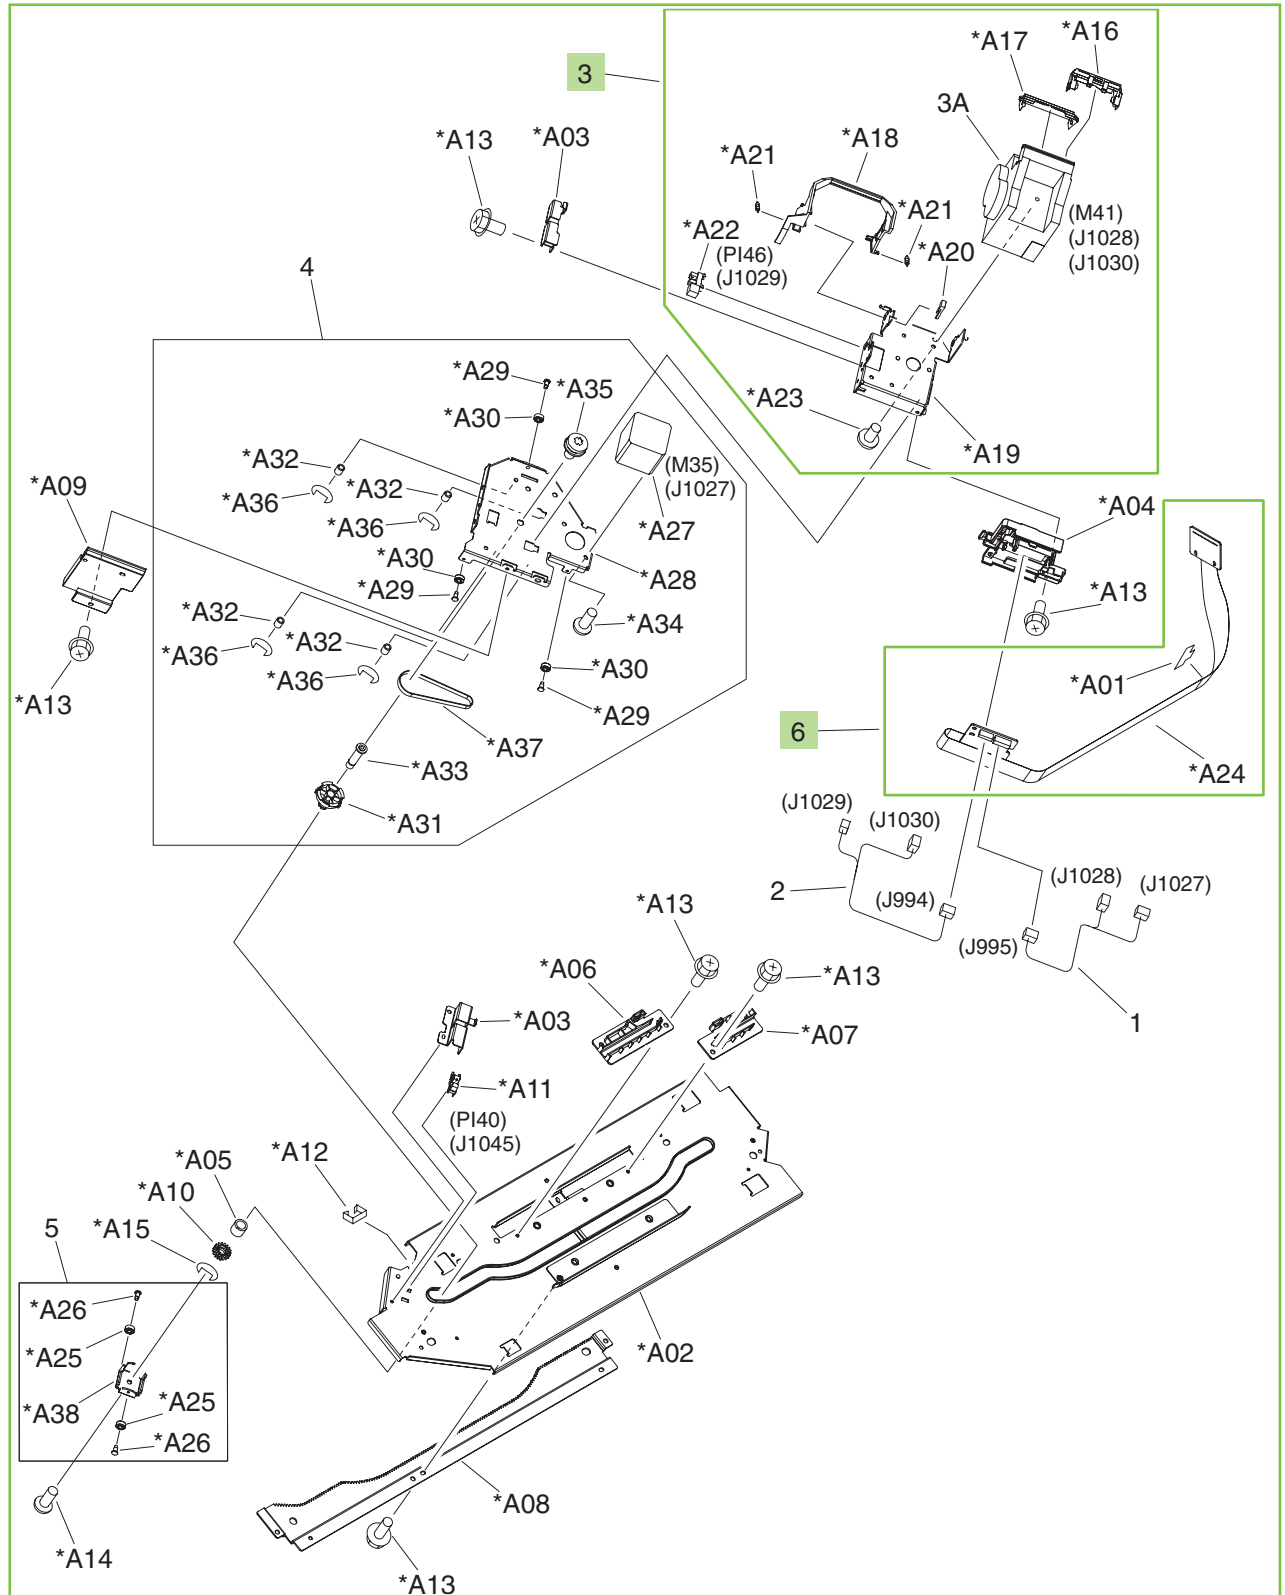 *A16
*A17
3
3A
*A03
*A13
*A18
*A21
*A21
(M41)
(J1028)
(J1030)
*A22
(PI46)
(J1029)
*A20
4
*A29
*A35
*A30
*A23
*A19
*A32
(M35)
(J1027)
*A09
*A32
*A36
*A04
*A36
*A27
*A30
*A28
*A29
*A13
*A32
*A34
*A32
*A36
*A30
*A36
*A01
*A13
*A29
6
*A37
*A33
*A24
(J1029)
*A31
(J1030)
(J1028)
(J1027)
2
*A13
(J994)
(J995)
*A06
*A13
*A03
1
*A07
*A11
(PI40)
(J1045)
*A12
*A05
*A10
5
*A15
*A26
*A25
*A02
*A38
*A25
*A26
*A08
*A14
*A13